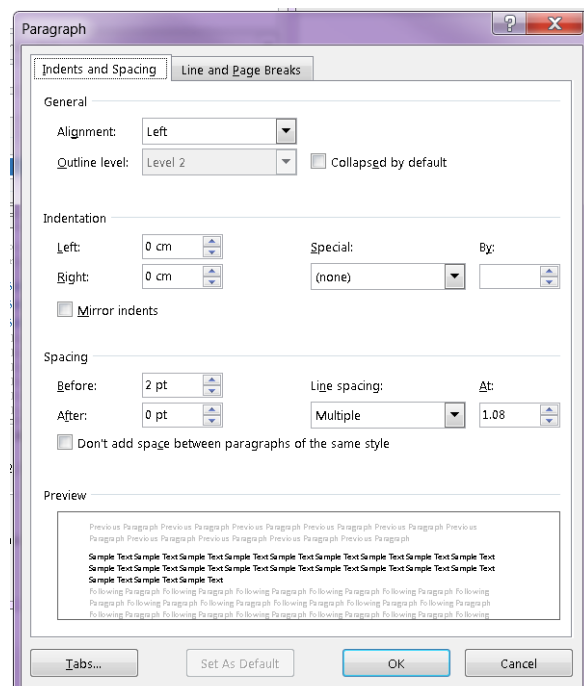 Paragraph
Indents and Spacing Line and Page Breaks
General
Alignment: Left
Outline level: Level 2 Collapsed by default
Indentation
Left: 0 cm Special: By:
Right: 0 cm (none)
Mirror indents
Spacing
Before: 2 pt Line spacing: At:
After: 0 pt Multiple 1.08
Don't add space between paragraphs of the same style
Preview
Previous Paragraph Previous Paragraph Previous Paragraph Previous Paragraph Previous Paragraph Previous
Paragraph Previous Paragraph Previous Paragraph Previous Paragraph Previous Paragraph
Sample Text Sample Text Sample Text Sample Text Sample Text Sample Text Sample Text Sample Text Sample Text
Sample Text Sample Text Sample Text Sample Text Sample Text Sample Text Sample Text Sample Text Sample Text
Sample Text Sample Text Sample Text
Following Paragraph Following Paragraph Following Paragraph Following Paragraph Following Paragraph Following
Paragraph Following Paragraph Following Paragraph Following Paragraph Following Paragraph Following Paragraph
Following Paragraph Following Paragraph Following Paragraph Following Paragraph Following Paragraph Following
Tabs... Set As Default OK Cancel